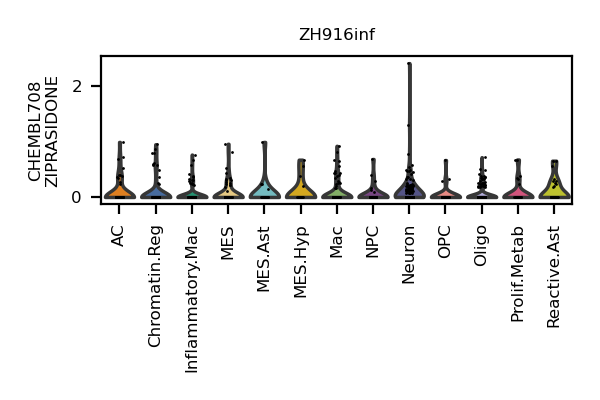 ZH916inf
CHEMBL708
ZIPRASIDONE
2
0
AC
Chromatin.Reg
Inflammatory.Mac
MES
MES.Ast
MES.Hyp
Mac
NPC
Neuron
OPC
Oligo
Prolif.Metab
Reactive.Ast